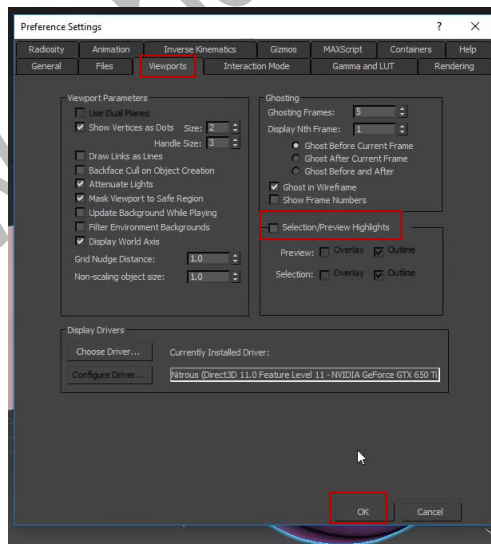 Preference Settings
? X
Radiosity Animation Inverse Kinematics Gizmos MAXScript Containers Help
General Files Viewports Interaction Mode Gamma and LUT Rendering
Viewport Parameters
Use Dual Planes
Show Vertices as Dots Size: 2
Handle Size: 3
Draw Links as Lines
Backface Cull on Object Creation
Attenuate Lights
Mask Viewport to Safe Region
Update Background While Playing
Filter Environment Backgrounds
Display World Axis
Grid Nudge Distance: 1.0
Non-scaling object size: 1.0
Ghosting
Ghosting Frames: 5
Display Nth Frame: 1
Ghost Before Current Frame
Ghost After Current Frame
Ghost Before and After
Ghost in Wireframe
Show Frame Numbers
Selection/Preview Highlights
Preview: Overlay Outline
Selection: Overlay Outline
Display Drivers
Choose Driver... Currently Installed Driver:
Configure Driver... Nitrous (Direct3D 11.0 Feature Level 11 - NVIDIA GeForce GTX 650 Ti
OK Cancel